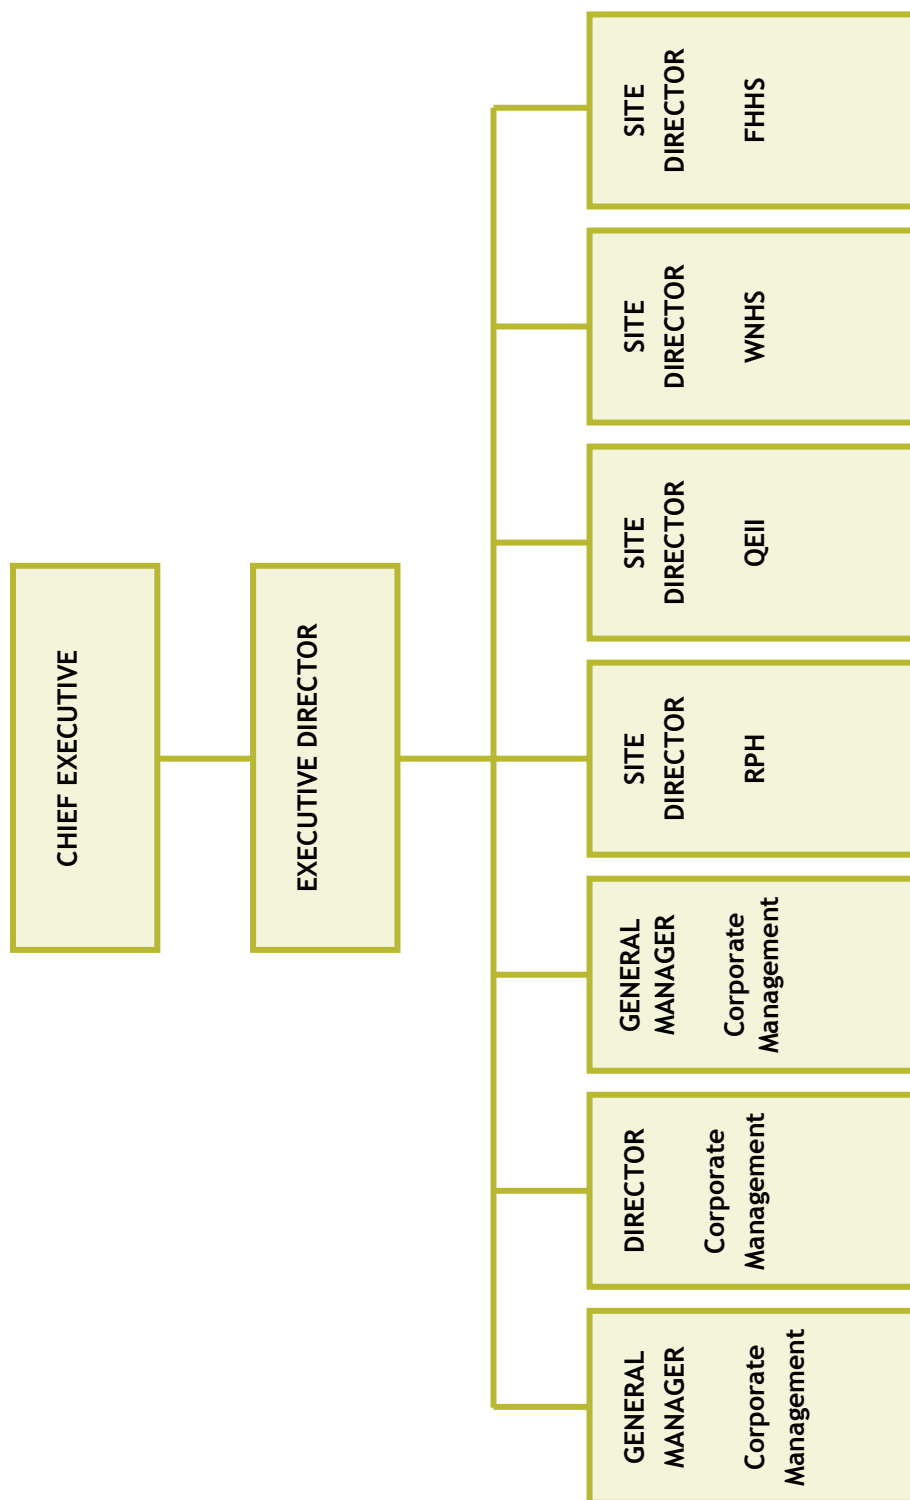 CHIEF EXECUTIVE
EXECUTIVE DIRECTOR
GENERAL
MANAGER
Corporate
Management
DIRECTOR
Corporate
Management
GENERAL
MANAGER
Corporate
Management
SITE
DIRECTOR
RPH
SITE
DIRECTOR
QEII
SITE
DIRECTOR
WNHS
SITE
DIRECTOR
FHHS